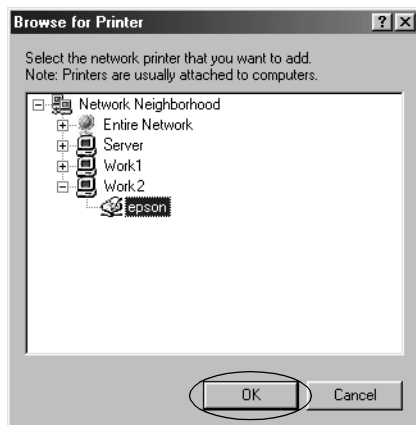 Browse for Printer
Select the network printer that you want to add.
Note: Printers are usually attached to computers.
Network Neighborhood
Entire Network
Server
Work1
Work2
epson
OK Cancel